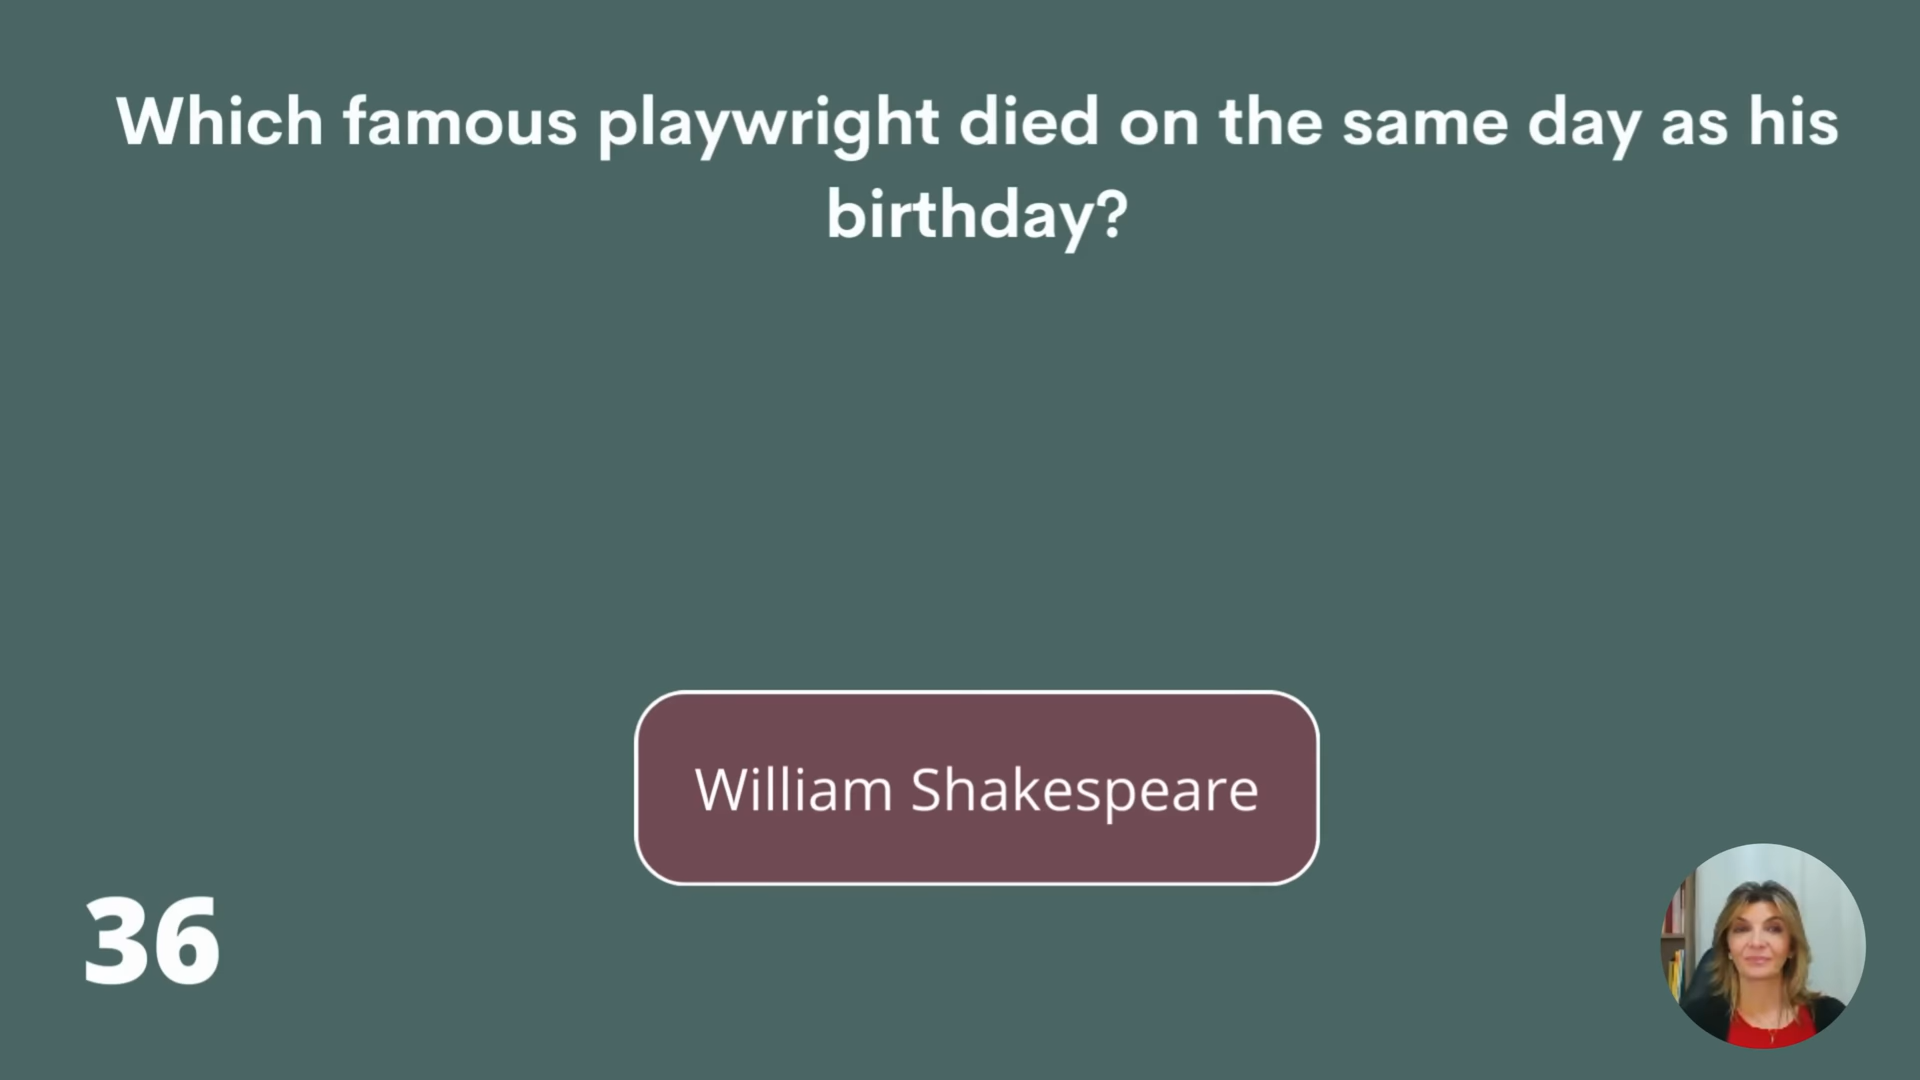 Which famous playwright died on the same day as his
birthday?
William Shakespeare
36